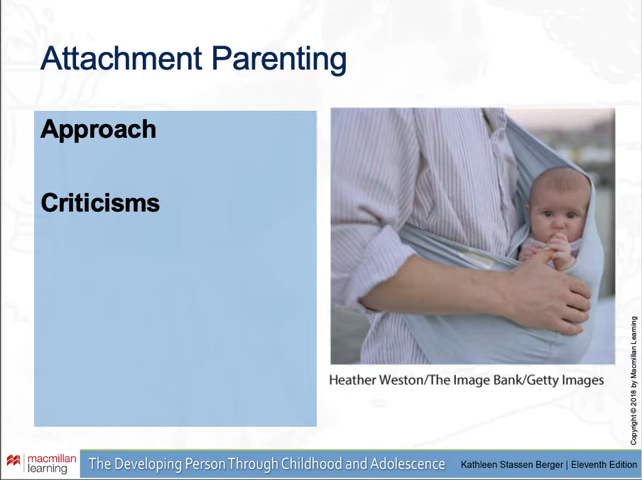 Attachment Parenting
Approach
Criticisms
Heather Weston/The Image Bank/Getty Images
Copyright © 2018 by Macmillan Learning
macmillan
learning
The Developing Person Through Childhood and Adolescence
Kathleen Stassen Berger | Eleventh Edition